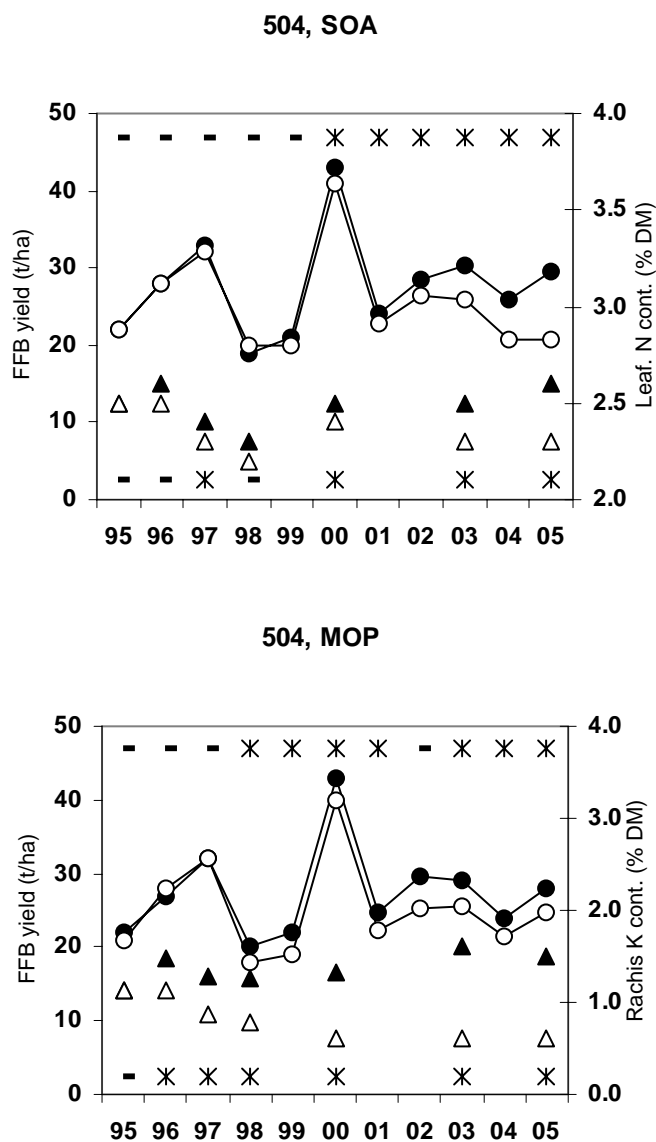 504, SOA
50
40
30
20
10
0
FFB yield (t/ha)
4.0
3.5
3.0
2.5
2.0
Leaf. N cont. (% DM)
95 96 97 98 99 00 01 02 03 04 05
504, MOP
50
40
30
20
10
0
FFB yield (t/ha)
4.0
3.0
2.0
1.0
0.0
Rachis K cont. (% DM)
95 96 97 98 99 00 01 02 03 04 05